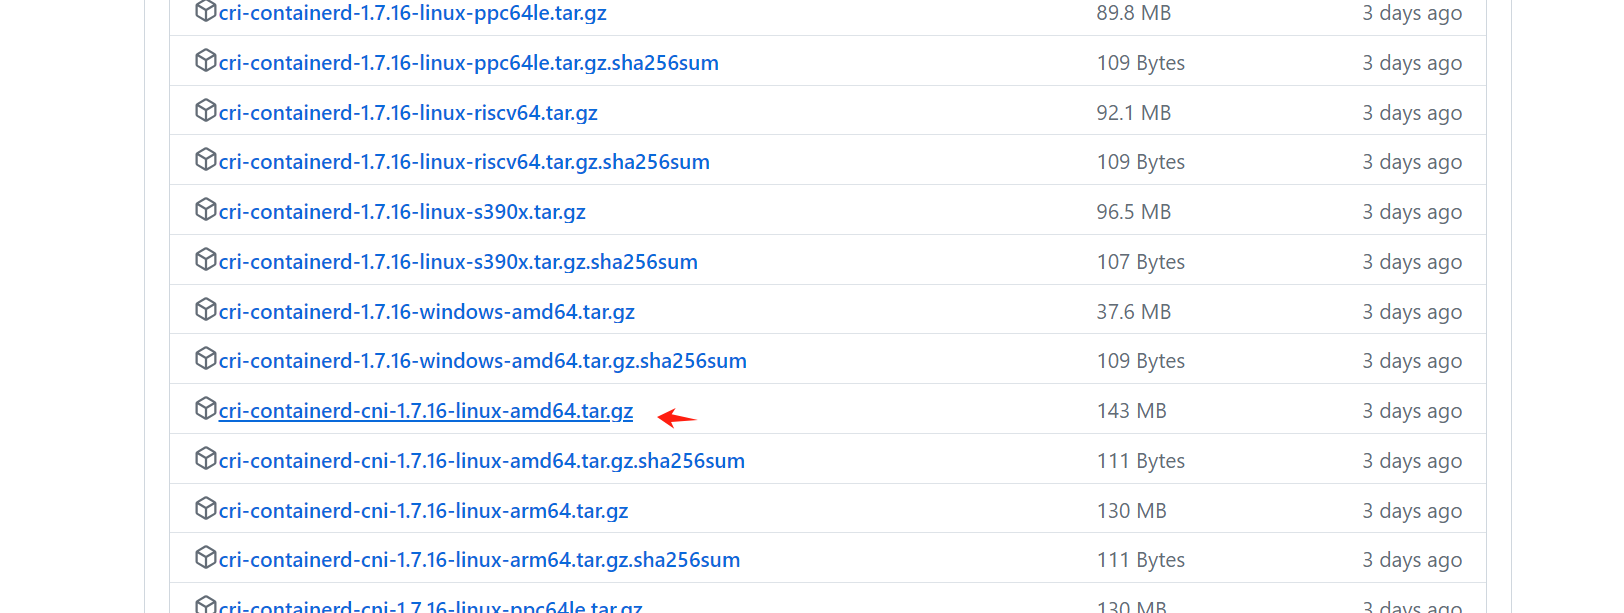 cri-containerd-1.7.16-linux-ppc64le.tar.gz 89.8 MB 3 days ago
cri-containerd-1.7.16-linux-ppc64le.tar.gz.sha256sum 109 Bytes 3 days ago
cri-containerd-1.7.16-linux-riscv64.tar.gz 92.1 MB 3 days ago
cri-containerd-1.7.16-linux-riscv64.tar.gz.sha256sum 109 Bytes 3 days ago
cri-containerd-1.7.16-linux-s390x.tar.gz 96.5 MB 3 days ago
cri-containerd-1.7.16-linux-s390x.tar.gz.sha256sum 107 Bytes 3 days ago
cri-containerd-1.7.16-windows-amd64.tar.gz 37.6 MB 3 days ago
cri-containerd-1.7.16-windows-amd64.tar.gz.sha256sum 109 Bytes 3 days ago
cri-containerd-cni-1.7.16-linux-amd64.tar.gz 143 MB 3 days ago
cri-containerd-cni-1.7.16-linux-amd64.tar.gz.sha256sum 111 Bytes 3 days ago
cri-containerd-cni-1.7.16-linux-arm64.tar.gz 130 MB 3 days ago
cri-containerd-cni-1.7.16-linux-arm64.tar.gz.sha256sum 111 Bytes 3 days ago
cri-containerd-cni-1.7.16-linux-ppc64le.tar.gz 130 MB 3 days ago